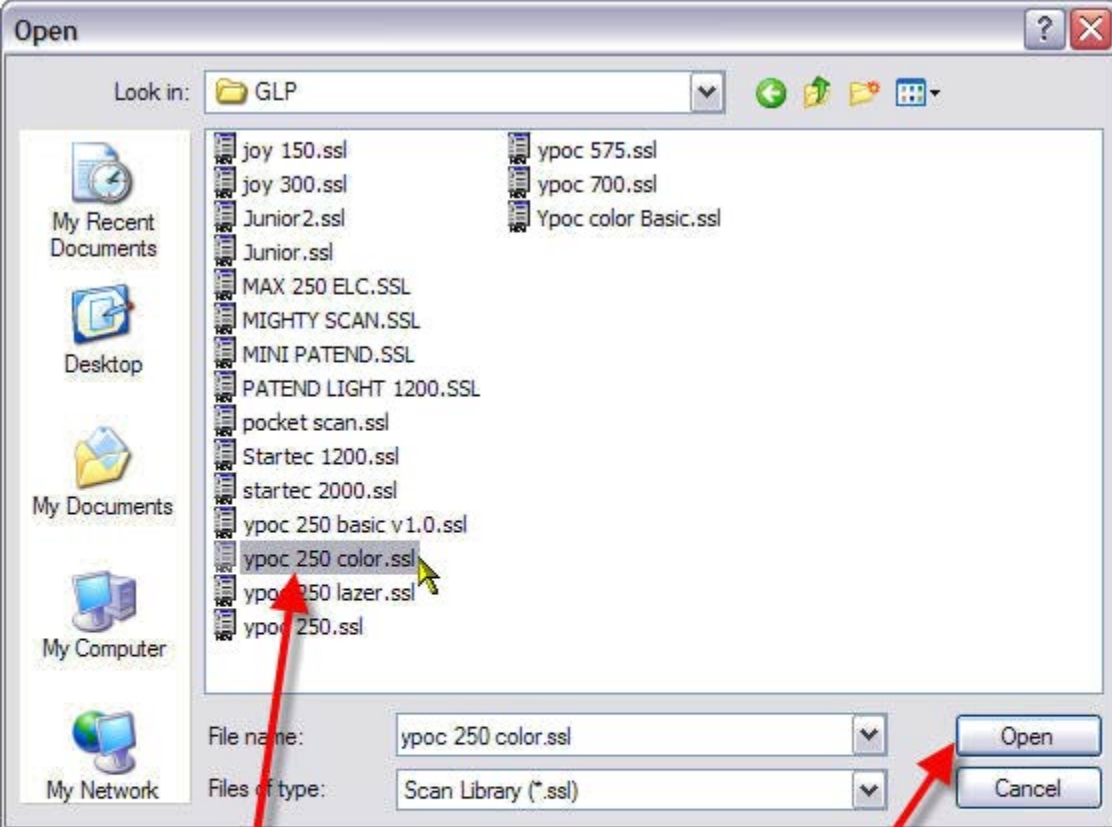 Open
Look in: GLP
My Recent
Documents
Desktop
My Documents
My Computer
My Network
joy 150.ssl
joy 300.ssl
Junior2.ssl
Junior.ssl
MAX 250 ELC.SSL
MIGHTY SCAN.SSL
MINI PATEND.SSL
PATEND LIGHT 1200.SSL
pocket scan.ssl
Startec 1200.ssl
startec 2000.ssl
ypoc 250 basic v1.0.ssl
ypoc 250 color.ssl
ypoc 250 lazer.ssl
ypoc 250.ssl
ypoc 575.ssl
ypoc 700.ssl
Ypoc color Basic.ssl
File name: ypoc 250 color.ssl
Open
Files of type: Scan Library (*.ssl)
Cancel